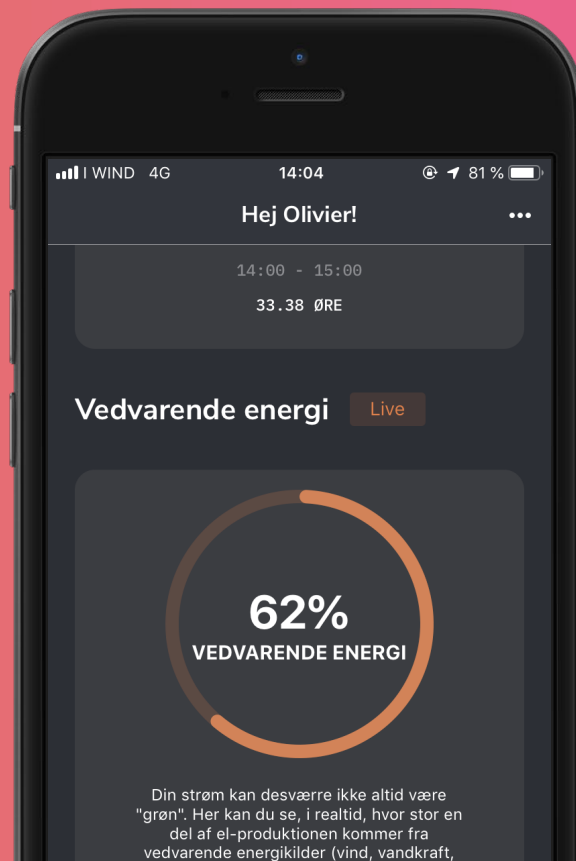 I WIND 4G 14:04 81 %
Hej Olivier!
14:00 - 15:00
33.38 ØRE
Vedvarende energi Live
62%
VEDVARENDE ENERGI
Din strøm kan desværre ikke altid være
"grøn". Her kan du se, i realtid, hvor stor en
del af el-produktionen kommer fra
vedvarende energikilder (vind, vandkraft,